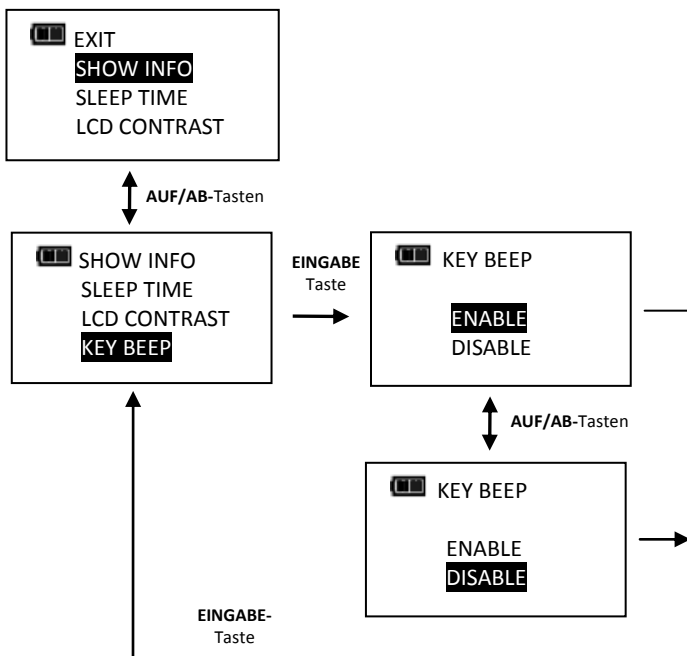 EXIT
SHOW INFO
SLEEP TIME
LCD CONTRAST
AUF/AB-Tasten
SHOW INFO
SLEEP TIME
LCD CONTRAST
KEY BEEP
EINGABE
Taste
KEY BEEP
ENABLE
DISABLE
AUF/AB-Tasten
KEY BEEP
ENABLE
DISABLE
EINGABE-
Taste